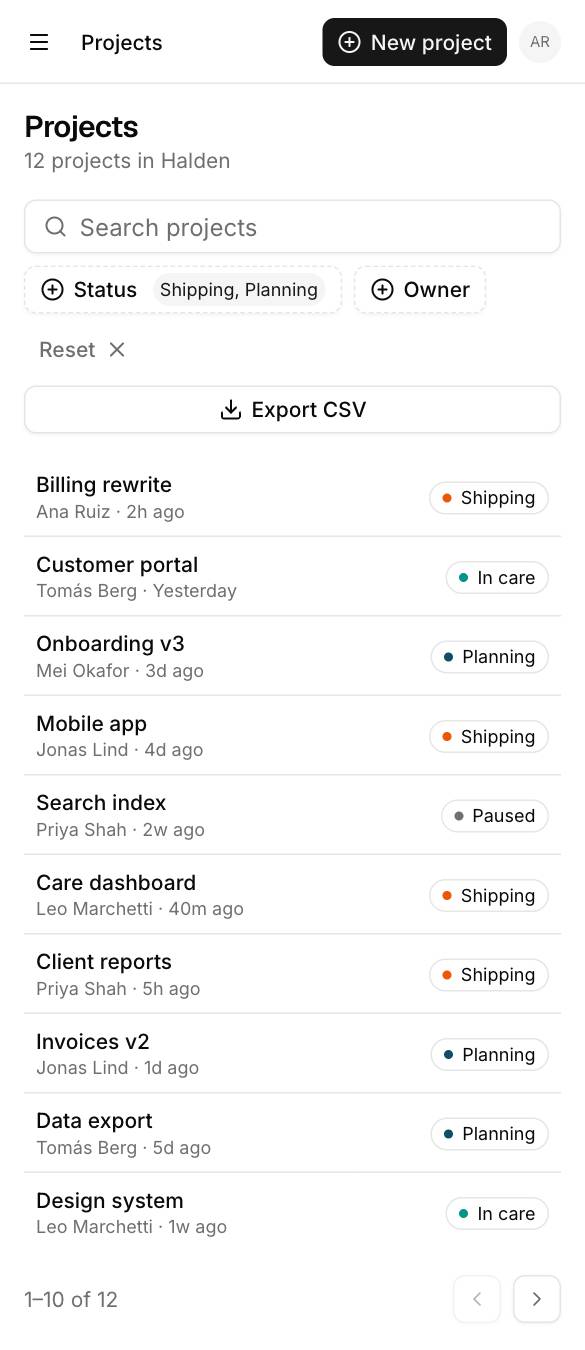 Projects
New project
AR
Projects
12 projects in Halden
Search projects
Status Shipping, Planning
Owner
Reset
Export CSV
Billing rewrite
Ana Ruiz · 2h ago
Shipping
Customer portal
Tomás Berg · Yesterday
In care
Onboarding v3
Mei Okafor · 3d ago
Planning
Mobile app
Jonas Lind · 4d ago
Shipping
Search index
Priya Shah · 2w ago
Paused
Care dashboard
Leo Marchetti · 40m ago
Shipping
Client reports
Priya Shah · 5h ago
Shipping
Invoices v2
Jonas Lind · 1d ago
Planning
Data export
Tomás Berg · 5d ago
Planning
Design system
Leo Marchetti · 1w ago
In care
1–10 of 12